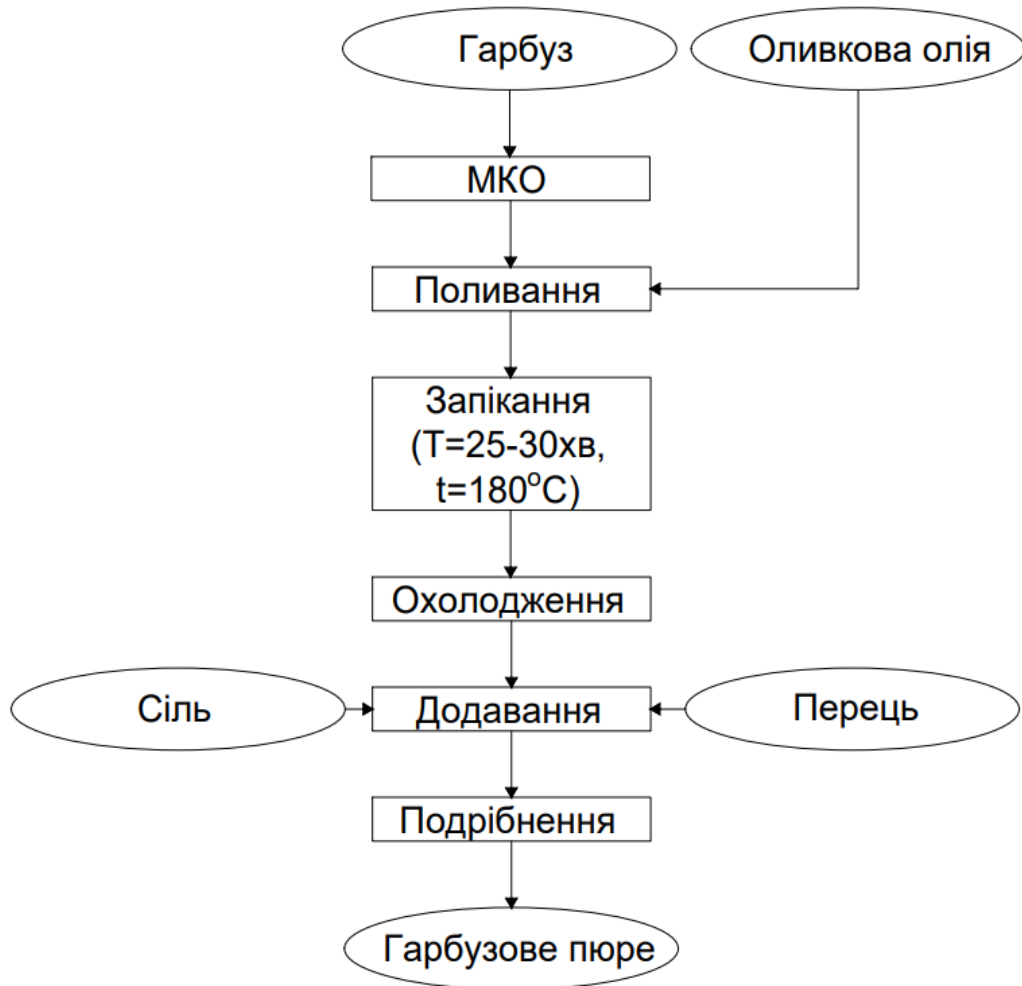 Гарбуз
Оливкова олія
МКО
Поливання
Запікання
(Т=25-30хв,
t=180°C)
Охолодження
Сіль
Додавання
Перець
Подрібнення
Гарбузове пюре